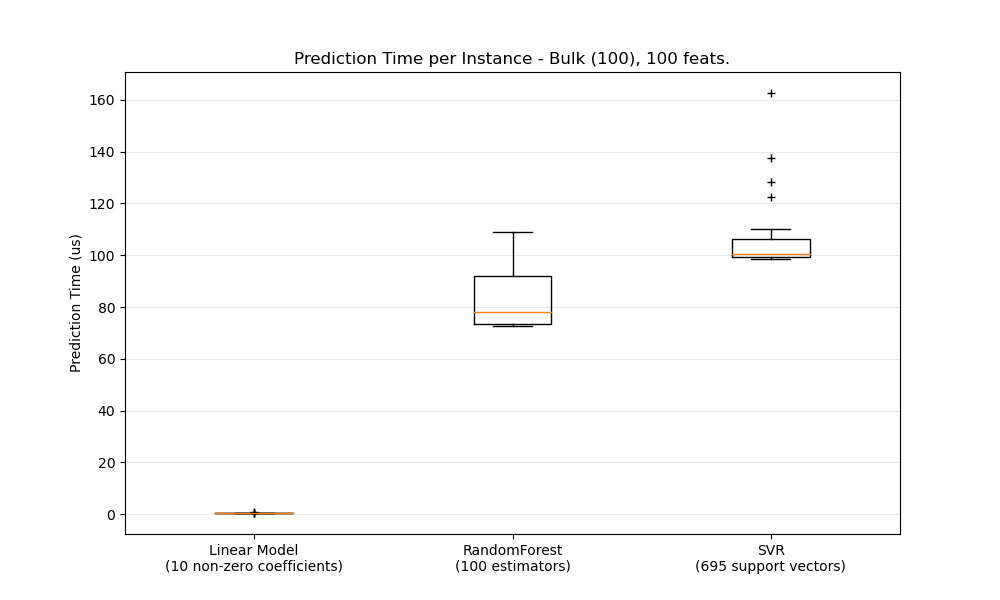 Prediction Time per Instance - Bulk (100), 100 feats.
Prediction Time (us)
160
140
120
100
80
60
40
20
0
Linear Model
(10 non-zero coefficients)
RandomForest
(100 estimators)
SVR
(695 support vectors)